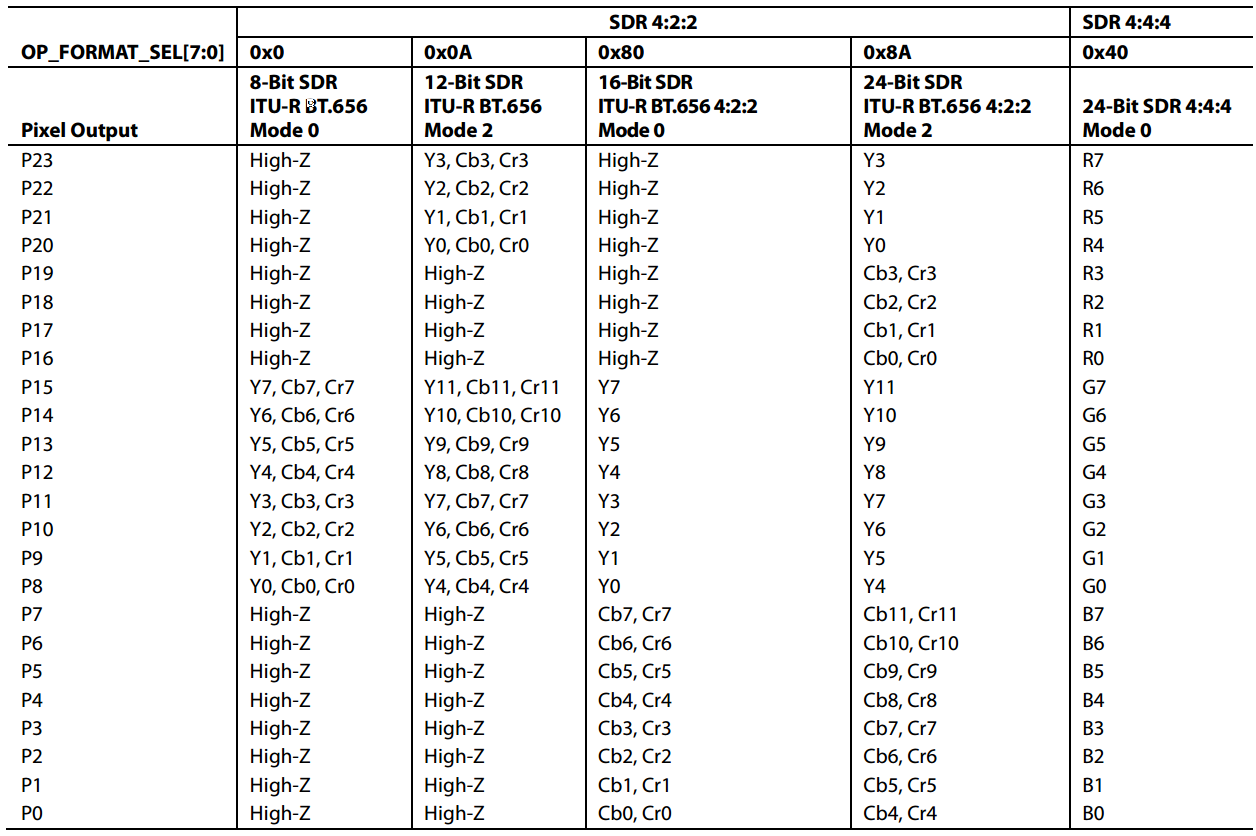 SDR 4:2:2 SDR 4:4:4
OP_FORMAT_SEL[7:0] 0x0 0x0A 0x80 0x8A 0x40
8-Bit SDR 12-Bit SDR 16-Bit SDR 24-Bit SDR
ITU-R BT.656 ITU-R BT.656 ITU-R BT.656 4:2:2 ITU-R BT.656 4:2:2 24-Bit SDR 4:4:4
Pixel Output Mode 0 Mode 2 Mode 0 Mode 2 Mode 0
P23 High-Z Y3, Cb3, Cr3 High-Z Y3 R7
P22 High-Z Y2, Cb2, Cr2 High-Z Y2 R6
P21 High-Z Y1, Cb1, Cr1 High-Z Y1 R5
P20 High-Z Y0, Cb0, Cr0 High-Z Y0 R4
P19 High-Z High-Z High-Z Cb3, Cr3 R3
P18 High-Z High-Z High-Z Cb2, Cr2 R2
P17 High-Z High-Z High-Z Cb1, Cr1 R1
P16 High-Z High-Z High-Z Cb0, Cr0 R0
P15 Y7, Cb7, Cr7 Y11, Cb11, Cr11 Y7 Y11 G7
P14 Y6, Cb6, Cr6 Y10, Cb10, Cr10 Y6 Y10 G6
P13 Y5, Cb5, Cr5 Y9, Cb9, Cr9 Y5 Y9 G5
P12 Y4, Cb4, Cr4 Y8, Cb8, Cr8 Y4 Y8 G4
P11 Y3, Cb3, Cr3 Y7, Cb7, Cr7 Y3 Y7 G3
P10 Y2, Cb2, Cr2 Y6, Cb6, Cr6 Y2 Y6 G2
P9 Y1, Cb1, Cr1 Y5, Cb5, Cr5 Y1 Y5 G1
P8 Y0, Cb0, Cr0 Y4, Cb4, Cr4 Y0 Y4 G0
P7 High-Z High-Z Cb7, Cr7 Cb11, Cr11 B7
P6 High-Z High-Z Cb6, Cr6 Cb10, Cr10 B6
P5 High-Z High-Z Cb5, Cr5 Cb9, Cr9 B5
P4 High-Z High-Z Cb4, Cr4 Cb8, Cr8 B4
P3 High-Z High-Z Cb3, Cr3 Cb7, Cr7 B3
P2 High-Z High-Z Cb2, Cr2 Cb6, Cr6 B2
P1 High-Z High-Z Cb1, Cr1 Cb5, Cr5 B1
P0 High-Z High-Z Cb0, Cr0 Cb4, Cr4 B0